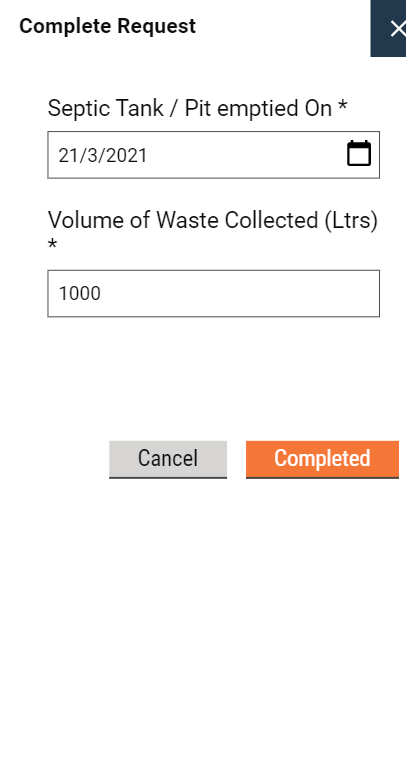 Complete Request
Septic Tank / Pit emptied On *
21/3/2021
Volume of Waste Collected (Ltrs)
*
1000
Cancel
Completed